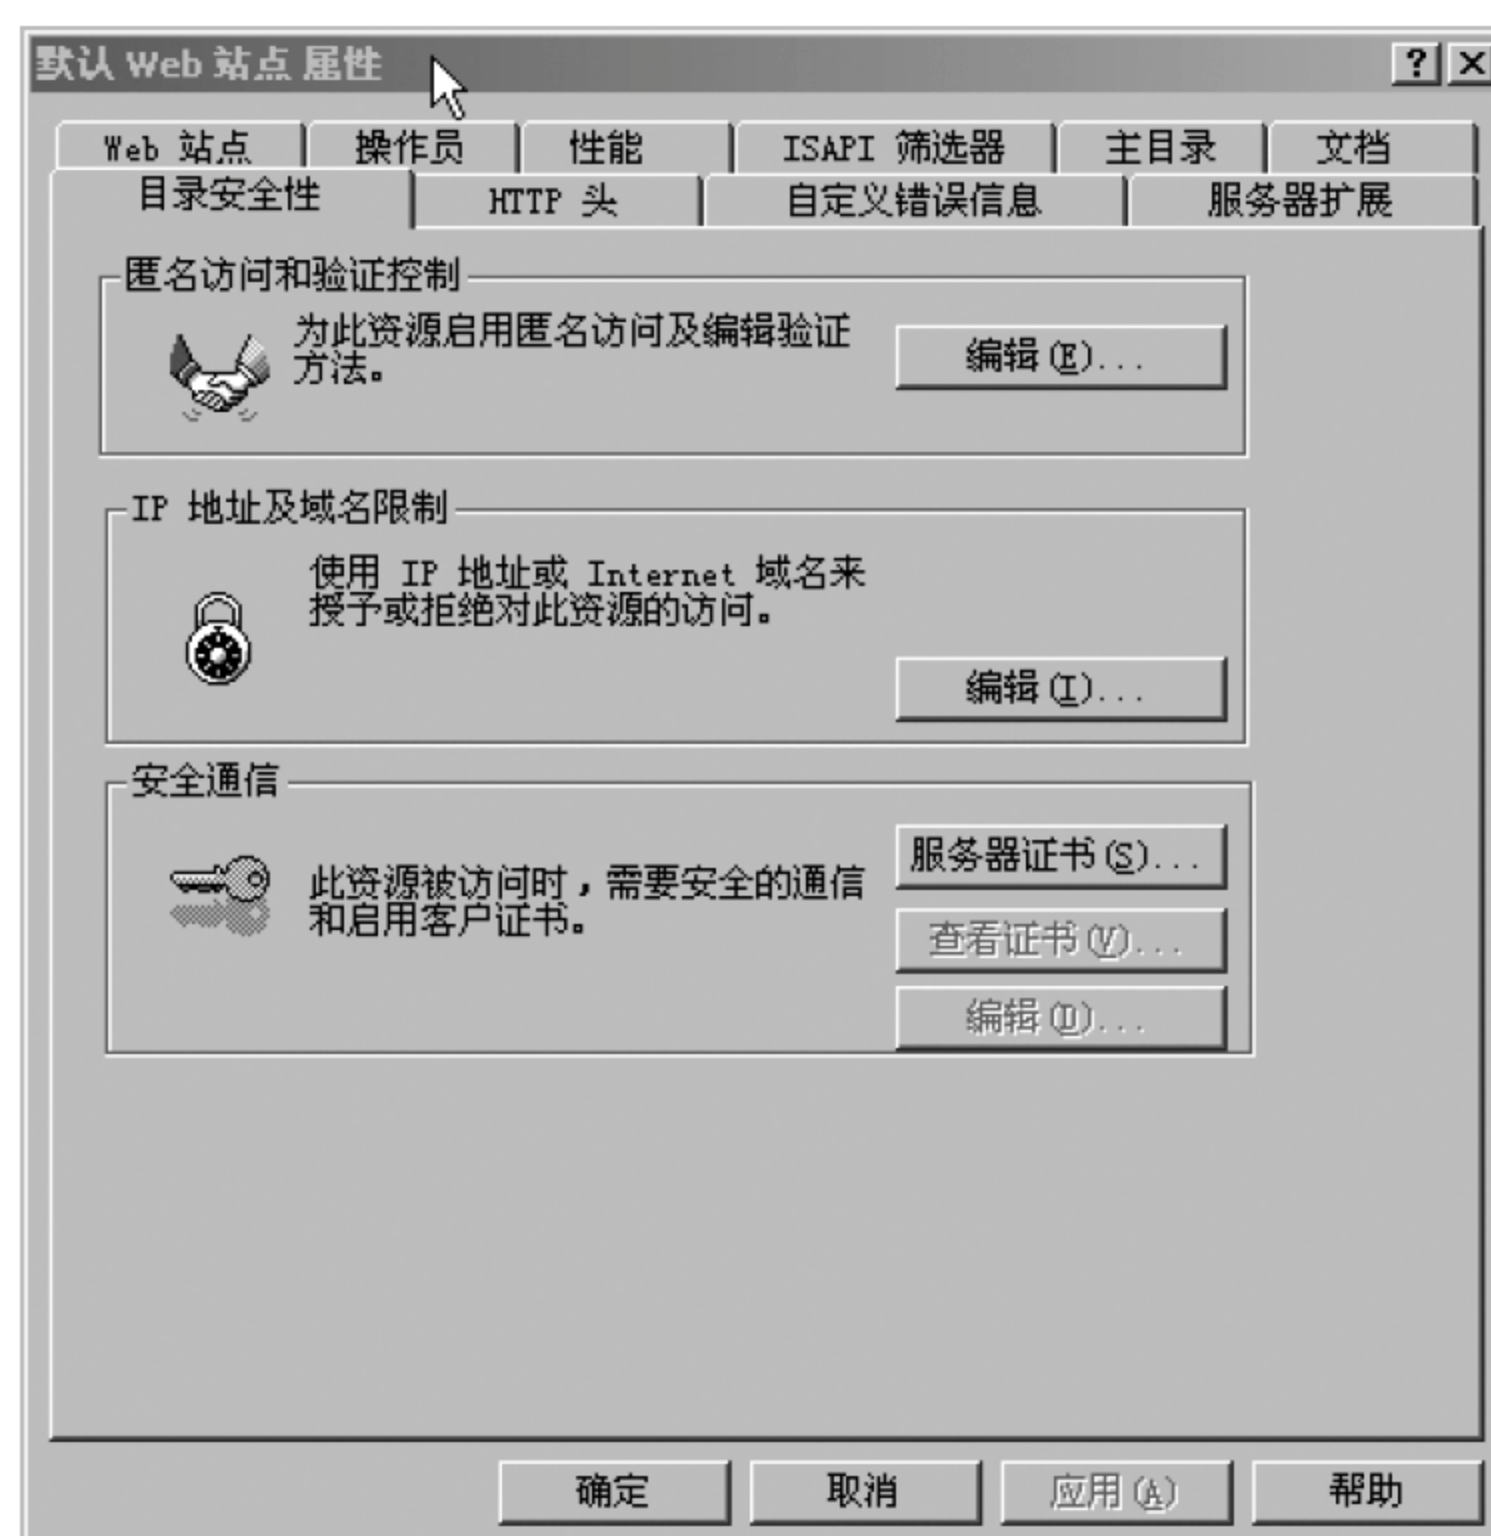 默认 Web 站点 属性
Web 站点 操作员 性能 ISAPI 筛选器 主目录 文档
目录安全性 HTTP 头 自定义错误信息 服务器扩展
匿名访问和验证控制
为此资源启用匿名访问及编辑验证
方法。
编辑(E)...
IP 地址及域名限制
使用 IP 地址或 Internet 域名来
授予或拒绝对此资源的访问。
编辑(I)...
安全通信
此资源被访问时,需要安全的通信
和启用客户证书。
服务器证书(S)...
查看证书(V)...
编辑(D)...
确定 取消 应用(A) 帮助